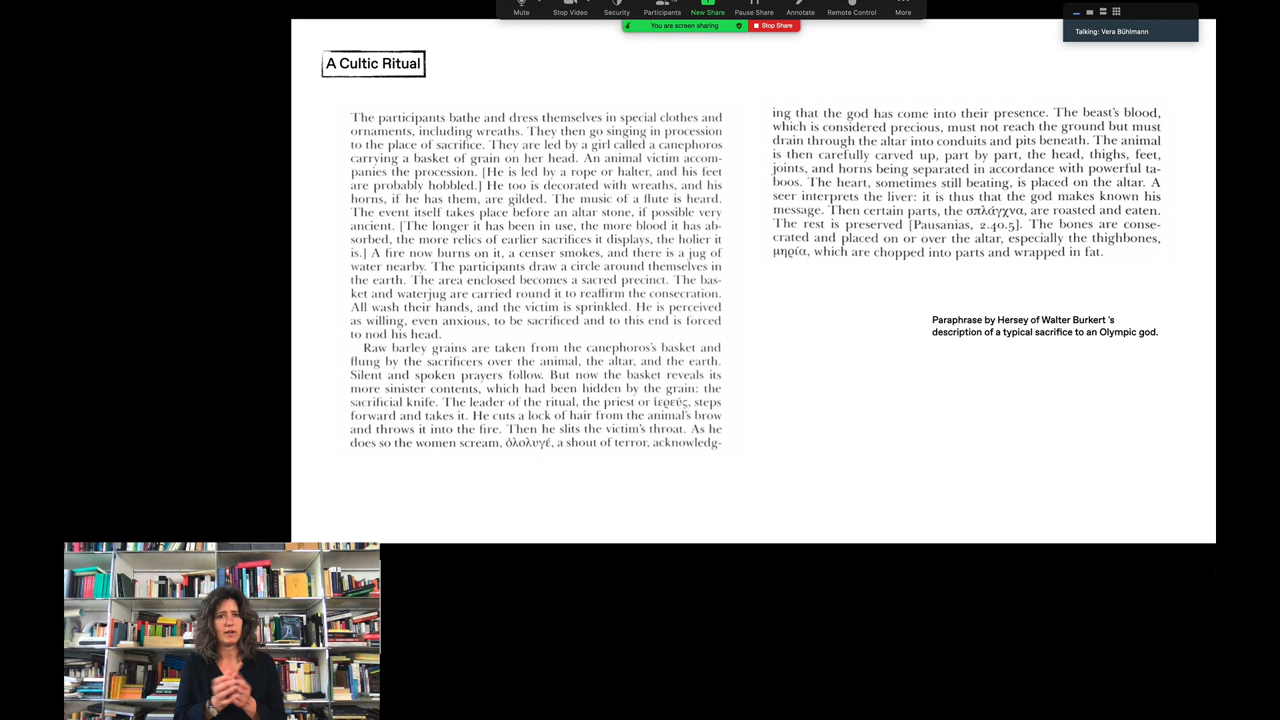 Mute
Stop Video
Security
Participants
New Share
Pause Share
Annotate
Remote Control
More
You are screen sharing
Stop Share
Talking: Vera Bühlmann
A Cultic Ritual
The participants bathe and dress themselves in special clothes and
ornaments, including wreaths. They then go singing in procession
to the place of sacrifice. They are led by a girl called a canephoros
carrying a basket of grain on her head. An animal victim accom-
panies the procession. [He is led by a rope or halter, and his feet
are probably hobbled.] He too is decorated with wreaths, and his
horns, if he has them, are gilded. The music of a flute is heard.
The event itself takes place before an altar stone, if possible very
ancient. [The longer it has been in use, the more blood it has ab-
sorbed, the more relics of earlier sacrifices it displays, the holier it
is.] A fire now burns on it, a censer smokes, and there is a jug of
water nearby. The participants draw a circle around themselves in
the earth. The area enclosed becomes a sacred precinct. The bas-
ket and waterjug are carried round it to reaffirm the consecration.
All wash their hands, and the victim is sprinkled. He is perceived
as willing, even anxious, to be sacrificed and to this end is forced
to nod his head.
Raw barley grains are taken from the canephoros's basket and
flung by the sacrificers over the animal, the altar, and the earth.
Silent and spoken prayers follow. But now the basket reveals its
more sinister contents, which had been hidden by the grain: the
sacrificial knife. The leader of the ritual, the priest or ἱερεύς, steps
forward and takes it. He cuts a lock of hair from the animal's brow
and throws it into the fire. Then he slits the victim's throat. As he
does so the women scream, ὀλολυγέ, a shout of terror, acknowledg-
ing that the god has come into their presence. The beast's blood,
which is considered precious, must not reach the ground but must
drain through the altar into conduits and pits beneath. The animal
is then carefully carved up, part by part, the head, thighs, feet,
joints, and horns being separated in accordance with powerful ta-
boos. The heart, sometimes still beating, is placed on the altar. A
seer interprets the liver: it is thus that the god makes known his
message. Then certain parts, the σπλάγχνα, are roasted and eaten.
The rest is preserved [Pausanias, 2.40.5]. The bones are conse-
crated and placed on or over the altar, especially the thighbones,
μηρία, which are chopped into parts and wrapped in fat.
Paraphrase by Hersey of Walter Burkert 's
description of a typical sacrifice to an Olympic god.